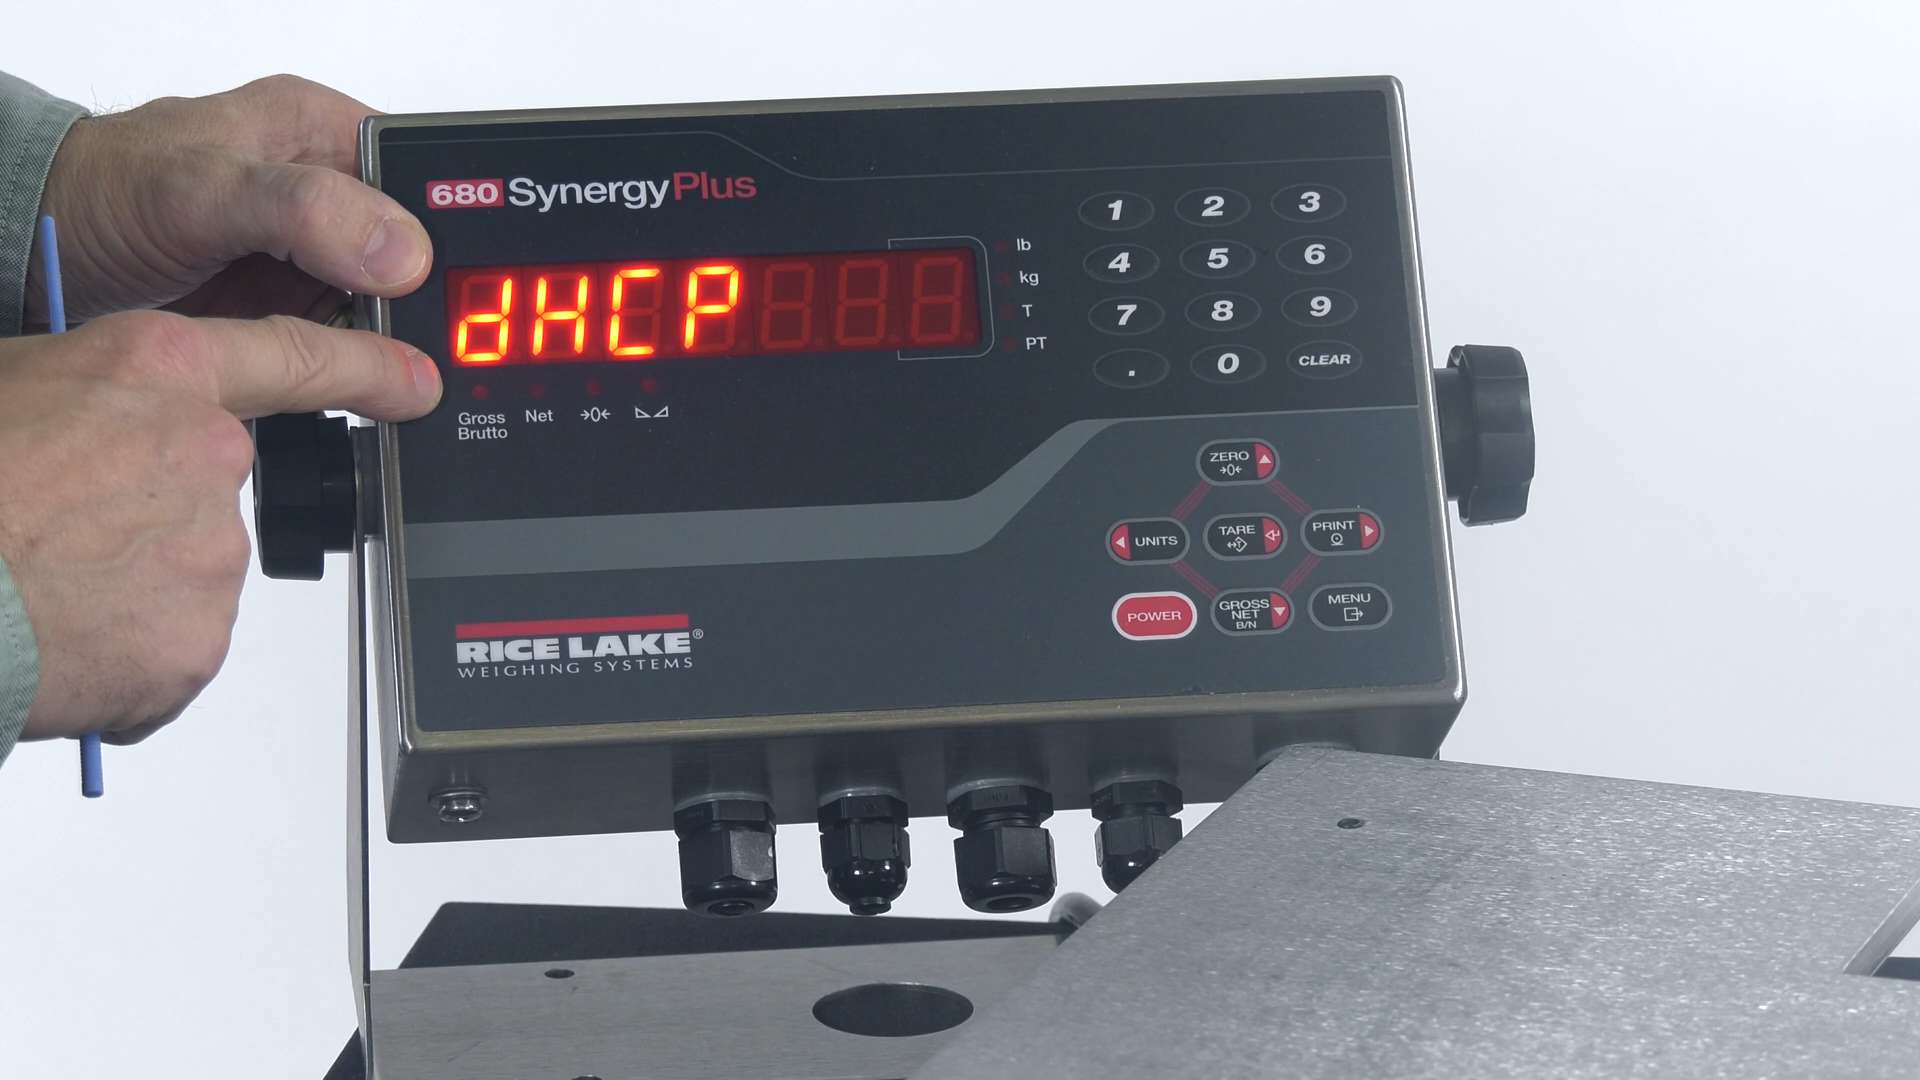 680 SynergyPlus
dHCP
lb
kg
T
PT
Gross
Brutto
Net
→0←
1 2 3
4 5 6
7 8 9
. 0 CLEAR
ZERO
→0←
UNITS
TARE
T
PRINT
POWER
GROSS
NET
B/N
MENU
RICE LAKE®
WEIGHING SYSTEMS